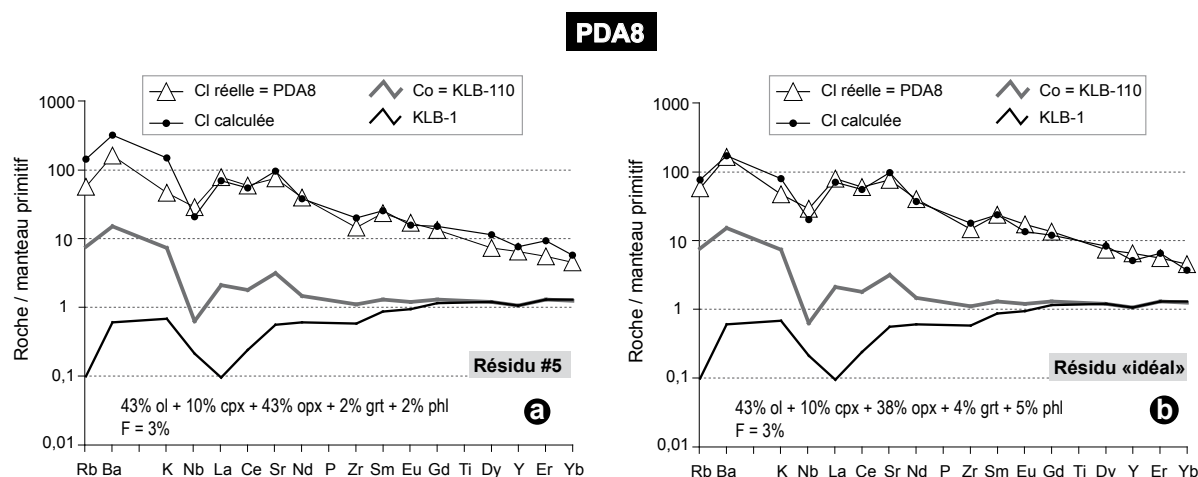 PDA8
Roche / manteau primitif
1000
100
10
1
0,1
0,01
Cl réelle = PDA8
Co = KLB-110
Cl calculée
KLB-1
Résidu #5
43% ol + 10% cpx + 43% opx + 2% grt + 2% phl
F = 3%
a
Rb Ba K Nb La Ce Sr Nd P Zr Sm Eu Gd Ti Dy Y Er Yb
Roche / manteau primitif
1000
100
10
1
0,1
0,01
Cl réelle = PDA8
Co = KLB-110
Cl calculée
KLB-1
Résidu «idéal»
43% ol + 10% cpx + 38% opx + 4% grt + 5% phl
F = 3%
b
Rb Ba K Nb La Ce Sr Nd P Zr Sm Eu Gd Ti Dy Y Er Yb